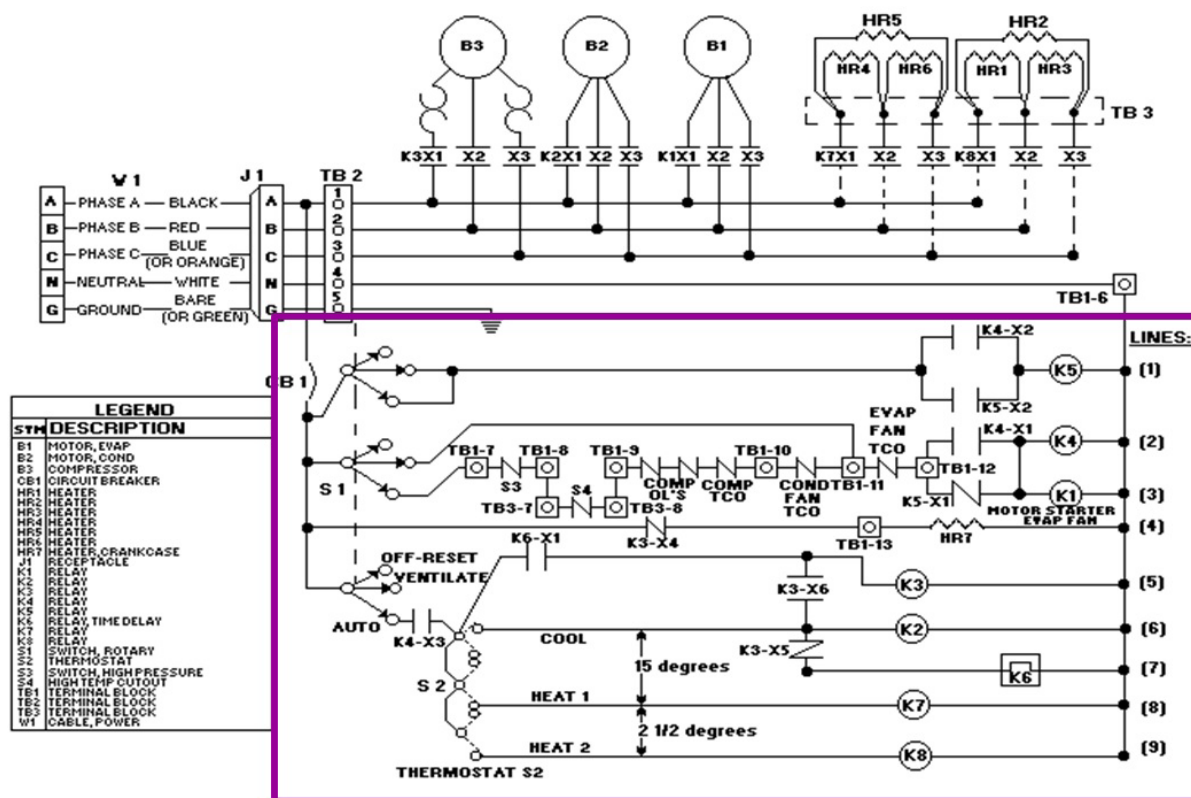 HR5 HR2
B3 B2 B1
HR4 HR6 HR1 HR3
TB 3
K3X1 X2 X3 K2X1 X2 X3 K1X1 X2 X3 K7X1 X2 X3 K8X1 X2 X3
W 1 J 1 TB 2
A PHASE A BLACK A 1
B PHASE B RED B 2
C PHASE C BLUE (OR ORANGE) C 3
N NEUTRAL WHITE N 4
G GROUND BARE (OR GREEN) G 5
TB1-6
K4-X2
LINES:
CB 1
K5 (1)
K5-X2
LEGEND
SYM DESCRIPTION
B1 MOTOR, EVAP
B2 MOTOR, COND
B3 COMPRESSOR
CB1 CIRCUIT BREAKER
HR1 HEATER
HR2 HEATER
HR3 HEATER
HR4 HEATER
HR5 HEATER
HR6 HEATER
HR7 HEATER, CRANKCASE
J1 RECEPTACLE
K1 RELAY
K2 RELAY
K3 RELAY
K4 RELAY
K5 RELAY
K6 RELAY, TIME DELAY
K7 RELAY
K8 RELAY
S1 SWITCH, ROTARY
S2 THERMOSTAT
S3 SWITCH, HIGH PRESSURE
S4 HIGH TEMP CUTOUT
TB1 TERMINAL BLOCK
TB2 TERMINAL BLOCK
TB3 TERMINAL BLOCK
W1 CABLE, POWER
EVAP FAN TCO
K4-X1
K4 (2)
TB1-7 TB1-8 TB1-9 TB1-10 TB1-11 TB1-12
S 1
S3 S4
COMP OL'S COMP TCO COND FAN TCO
K5-X1
K1 (3)
MOTOR STARTER
EVAP FAM
TB3-7 TB3-8
K3-X4
TB1-13
HR7 (4)
K6-X1
OFF-RESET
VENTILATE
K3-X6
K3 (5)
AUTO
K4-X3
COOL
K2 (6)
K3-X5
15 degrees
K6 (7)
S 2
HEAT 1
K7 (8)
2 1/2 degrees
HEAT 2
K8 (9)
THERMOSTAT S2